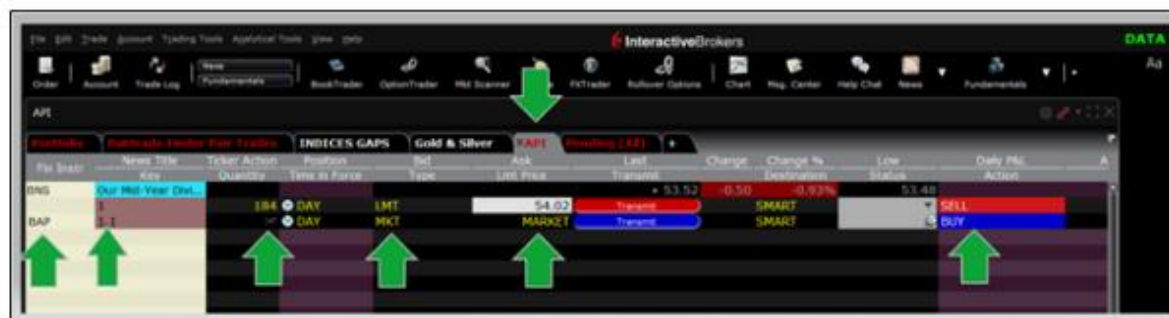 File Edit Trade Account Trading Tools Analytical Tools View Help
InteractiveBrokers
DATA
Order Account Trade Log News Fundamentals BookTrader OptionTrader Mkt Scanner FXTrader Rollover Options Chart Msg. Center Help Chat News Fundamentals Aa
API
Portfolio Pair Trades INDICES GAPS Gold & Silver *API Pending (All) +
Fin Instr News Title Ticker Action Position Bid Ask Last Change Change % Low Daily P&L A
Key Quantity Time in Force Type Lmt Price Transmit Destination Status Action
BNS Our Mid-Year Divi... 53.52 -0.50 -0.93% 53.48
1 184 DAY LMT 54.02 Transmit SMART SELL
BAP 1.1 DAY MKT MARKET Transmit SMART BUY